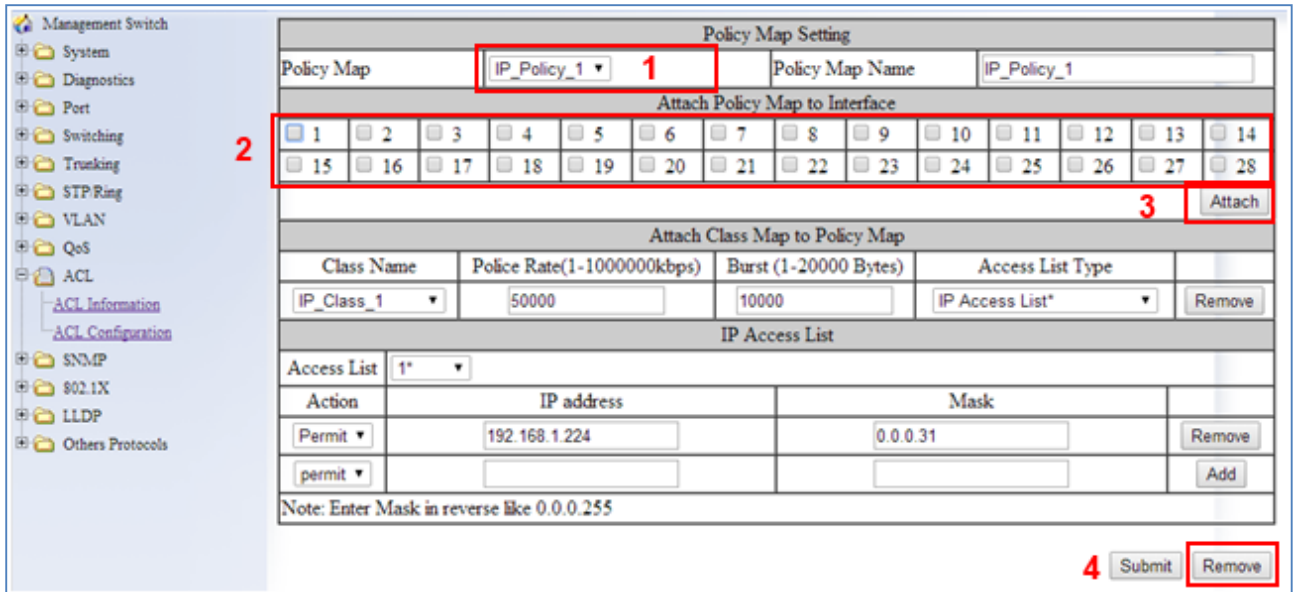 Management Switch
System
Diagnostics
Port
Switching
Trunking
STP/Ring
VLAN
QoS
ACL
ACL Information
ACL Configuration
SNMP
802.1X
LLDP
Others Protocols
Policy Map Setting
Policy Map IP_Policy_1 1 Policy Map Name IP_Policy_1
Attach Policy Map to Interface
2
1 2 3 4 5 6 7 8 9 10 11 12 13 14
15 16 17 18 19 20 21 22 23 24 25 26 27 28
3 Attach
Attach Class Map to Policy Map
Class Name Police Rate(1-1000000kbps) Burst (1-20000 Bytes) Access List Type
IP_Class_1 50000 10000 IP Access List* Remove
IP Access List
Access List 1*
Action IP address Mask
Permit 192.168.1.224 0.0.0.31 Remove
permit Add
Note: Enter Mask in reverse like 0.0.0.255
4 Submit Remove